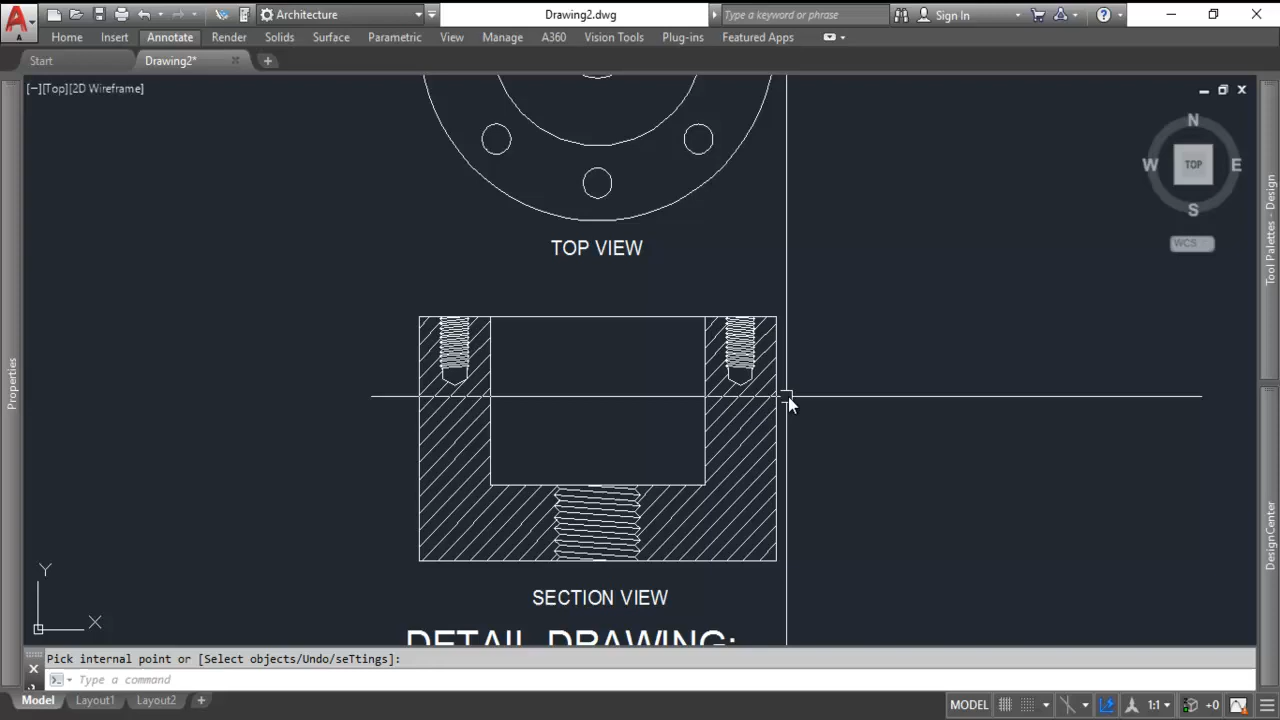 A Architecture Drawing2.dwg Type a keyword or phrase Sign In ?
A
Home Insert Annotate Render Solids Surface Parametric View Manage A360 Vision Tools Plug-ins Featured Apps
Start Drawing2* +
[−][Top][2D Wireframe]
N
W TOP E
S
WCS
TOP VIEW
SECTION VIEW
DETAIL DRAWING:
Y
X
Properties
Tool Palettes - Design
DesignCenter
Pick internal point or [Select objects/Undo/seTtings]:
Type a command
Model Layout1 Layout2 + MODEL 1:1 +0